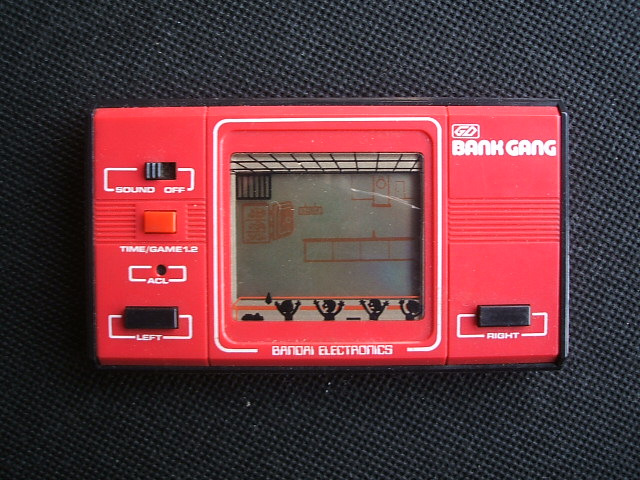 GD
BANK GANG
SOUND OFF
TIME/GAME1.2
ACL
LEFT
RIGHT
BANDAI ELECTRONICS